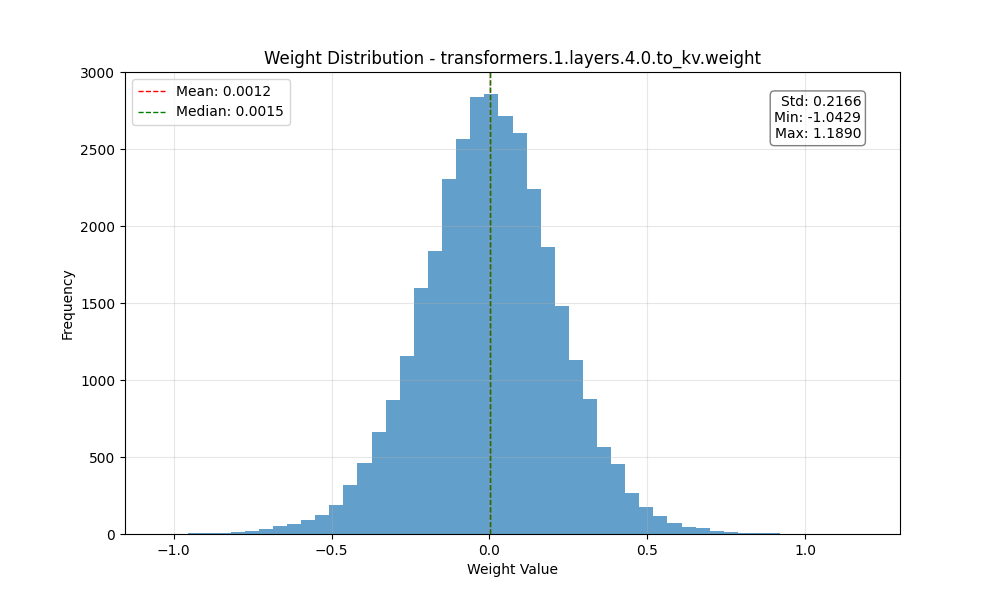 Weight Distribution - transformers.1.layers.4.0.to_kv.weight
Mean: 0.0012
Median: 0.0015
Std: 0.2166
Min: -1.0429
Max: 1.1890
Frequency
3000
2500
2000
1500
1000
500
0
−1.0
−0.5
0.0
0.5
1.0
Weight Value